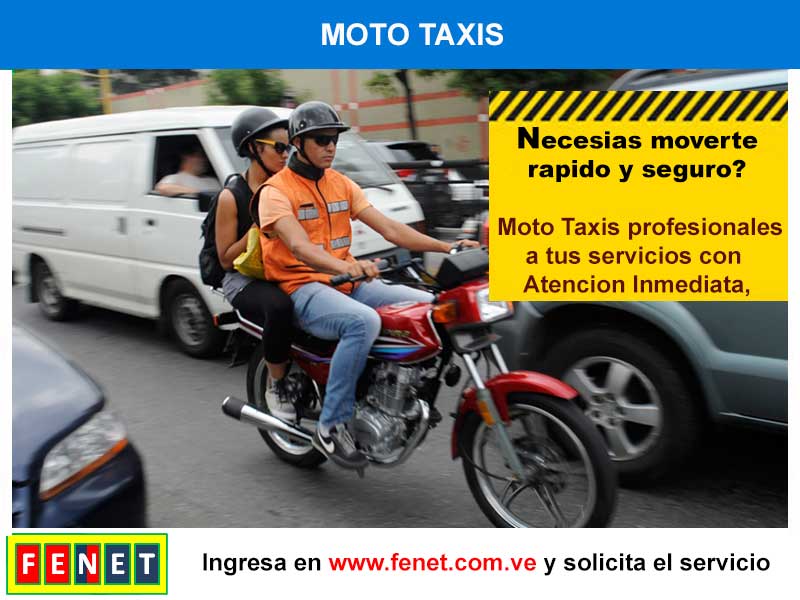 MOTO TAXIS
Necesias moverte
rapido y seguro?
Moto Taxis profesionales
a tus servicios con
Atencion Inmediata,
FENET
Ingresa en www.fenet.com.ve y solicita el servicio